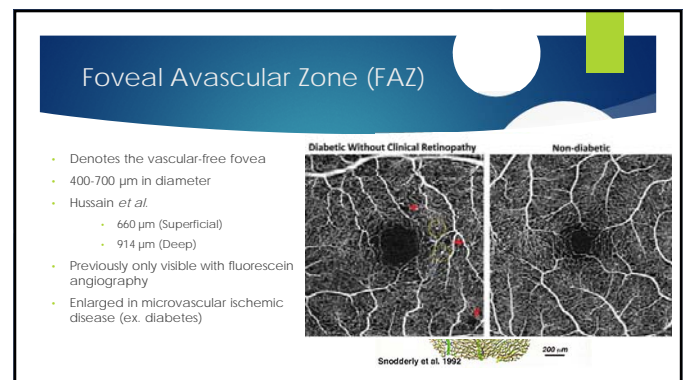 Foveal Avascular Zone (FAZ)
Denotes the vascular-free fovea
400-700 µm in diameter
Hussain et al.
660 µm (Superficial)
914 µm (Deep)
Previously only visible with fluorescein
angiography
Enlarged in microvascular ischemic
disease (ex. diabetes)
Diabetic Without Clinical Retinopathy
Non-diabetic
Snodderly et al. 1992